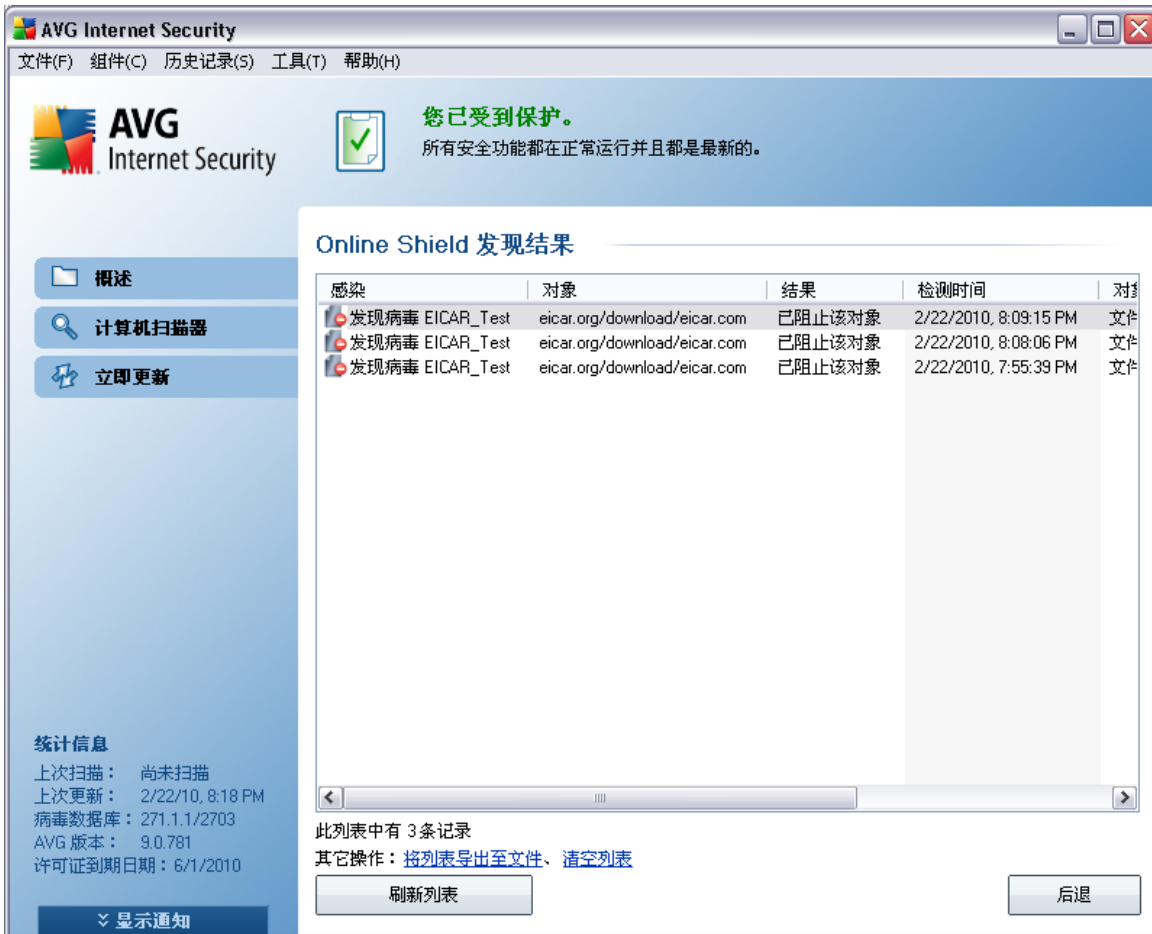 AVG Internet Security
文件(F) 组件(C) 历史记录(S) 工具(T) 帮助(H)
AVG
Internet Security
您已受到保护。
所有安全功能都在正常运行并且都是最新的。
概述
计算机扫描器
立即更新
Online Shield 发现结果
感染 对象 结果 检测时间
发现病毒 EICAR_Test eicar.org/download/eicar.com 已阻止该对象 2/22/2010, 8:09:15 PM 文件
发现病毒 EICAR_Test eicar.org/download/eicar.com 已阻止该对象 2/22/2010, 8:08:06 PM 文件
发现病毒 EICAR_Test eicar.org/download/eicar.com 已阻止该对象 2/22/2010, 7:55:39 PM 文件
此列表中有 3条记录
其它操作：将列表导出至文件、清空列表
刷新列表 后退
统计信息
上次扫描： 尚未扫描
上次更新： 2/22/10, 8:18 PM
病毒数据库：271.1.1/2703
AVG 版本： 9.0.781
许可证到期日期：6/1/2010
显示通知